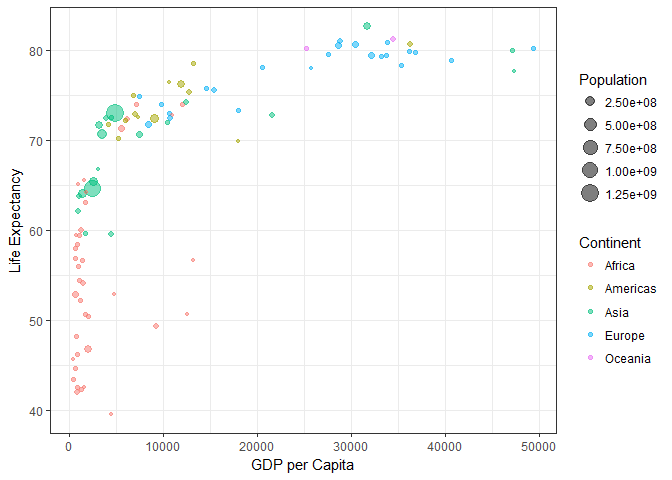 80
70
60
50
40
Life Expectancy
0
10000
20000
30000
40000
50000
GDP per Capita
Population
2.50e+08
5.00e+08
7.50e+08
1.00e+09
1.25e+09
Continent
Africa
Americas
Asia
Europe
Oceania